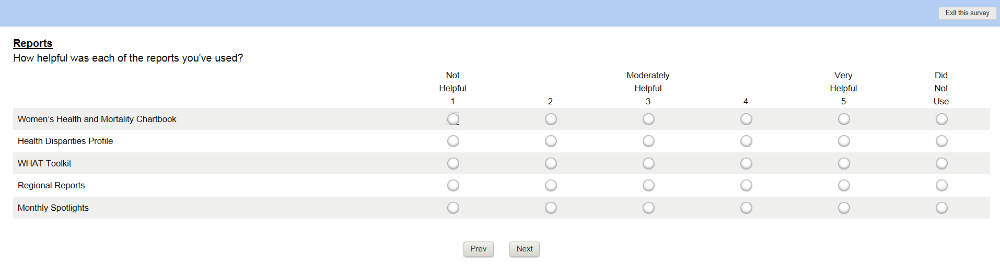 Exit this survey
Reports
How helpful was each of the reports you've used?
Not Moderately Very Did
Helpful Helpful Helpful Not
1 2 3 4 5 Use
Women’s Health and Mortality Chartbook
Health Disparities Profile
WHAT Toolkit
Regional Reports
Monthly Spotlights
Prev Next